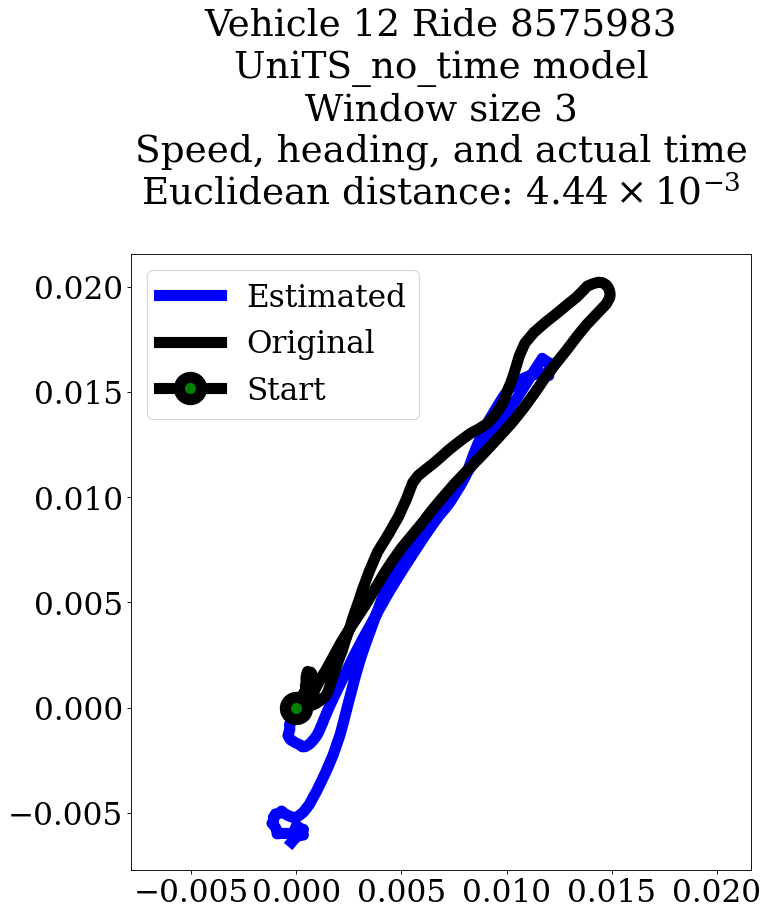 Vehicle 12 Ride 8575983
UniTS_no_time model
Window size 3
Speed, heading, and actual time
Euclidean distance: 4.44 × 10⁻³
Estimated
Original
Start
0.020
0.015
0.010
0.005
0.000
−0.005
−0.005 0.000 0.005 0.010 0.015 0.020